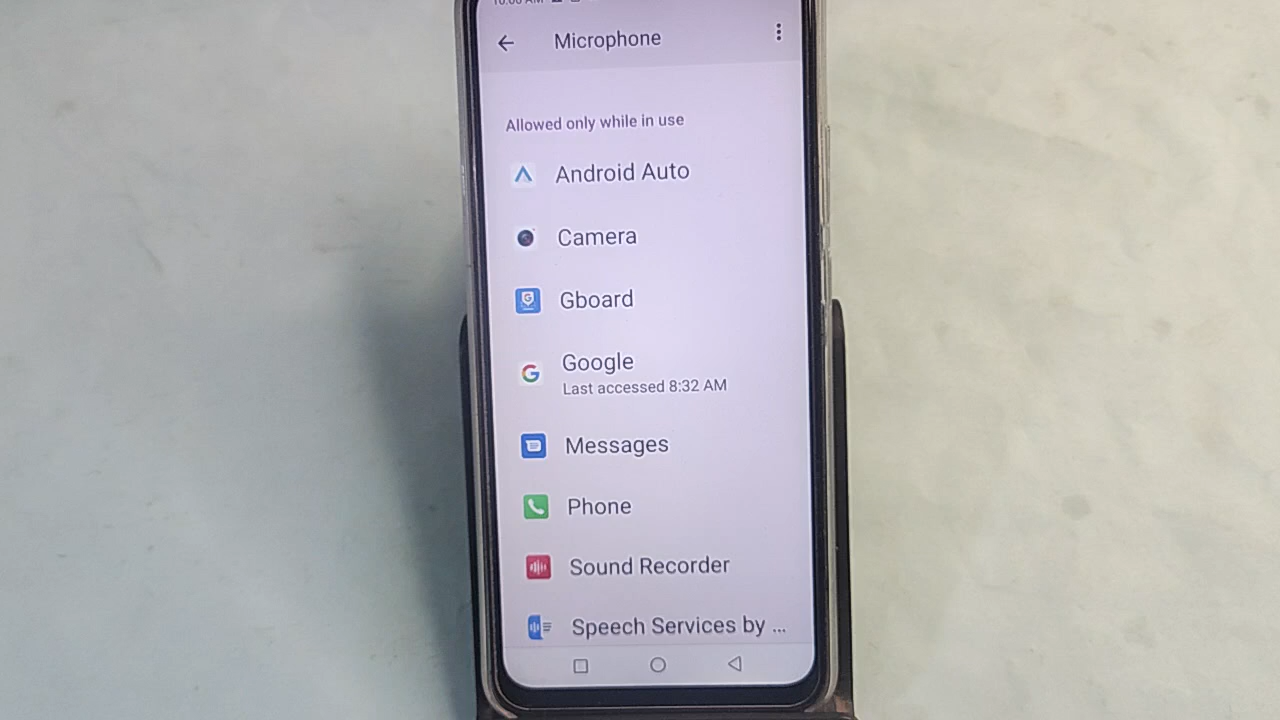 Microphone
Allowed only while in use
Android Auto
Camera
Gboard
Google
Last accessed 8:32 AM
Messages
Phone
Sound Recorder
Speech Services by ...